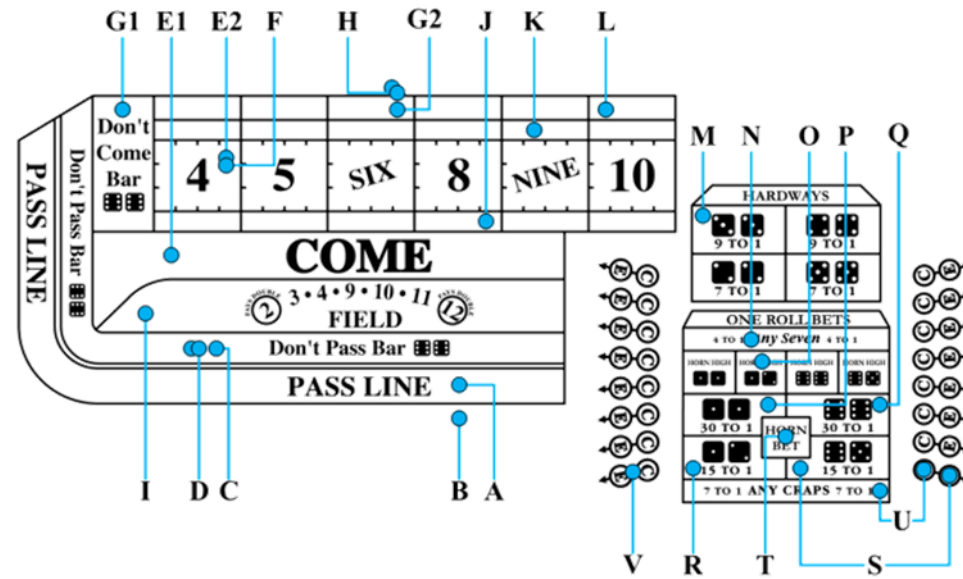 G1 E1 E2 F H G2 J K L
Don't
Come
Bar
4 5 SIX 8 NINE 10
M N O P Q
HARDWAYS
9 TO 1 9 TO 1
7 TO 1 7 TO 1
PASS LINE
Don't Pass Bar
COME
PAYS DOUBLE 2 3 • 4 • 9 • 10 • 11 PAYS DOUBLE 12
FIELD
Don't Pass Bar
PASS LINE
E C
E C
E C
E C
E C
E C
E C
E C
ONE ROLL BETS
4 TO 1 Any Seven 4 TO 1
HORN HIGH HORN HIGH HORN HIGH HORN HIGH
30 TO 1 30 TO 1
HORN
BET
15 TO 1 15 TO 1
7 TO 1 ANY CRAPS 7 TO 1
C E
C E
C E
C E
C E
C E
C E
I D C B A
V R T S U